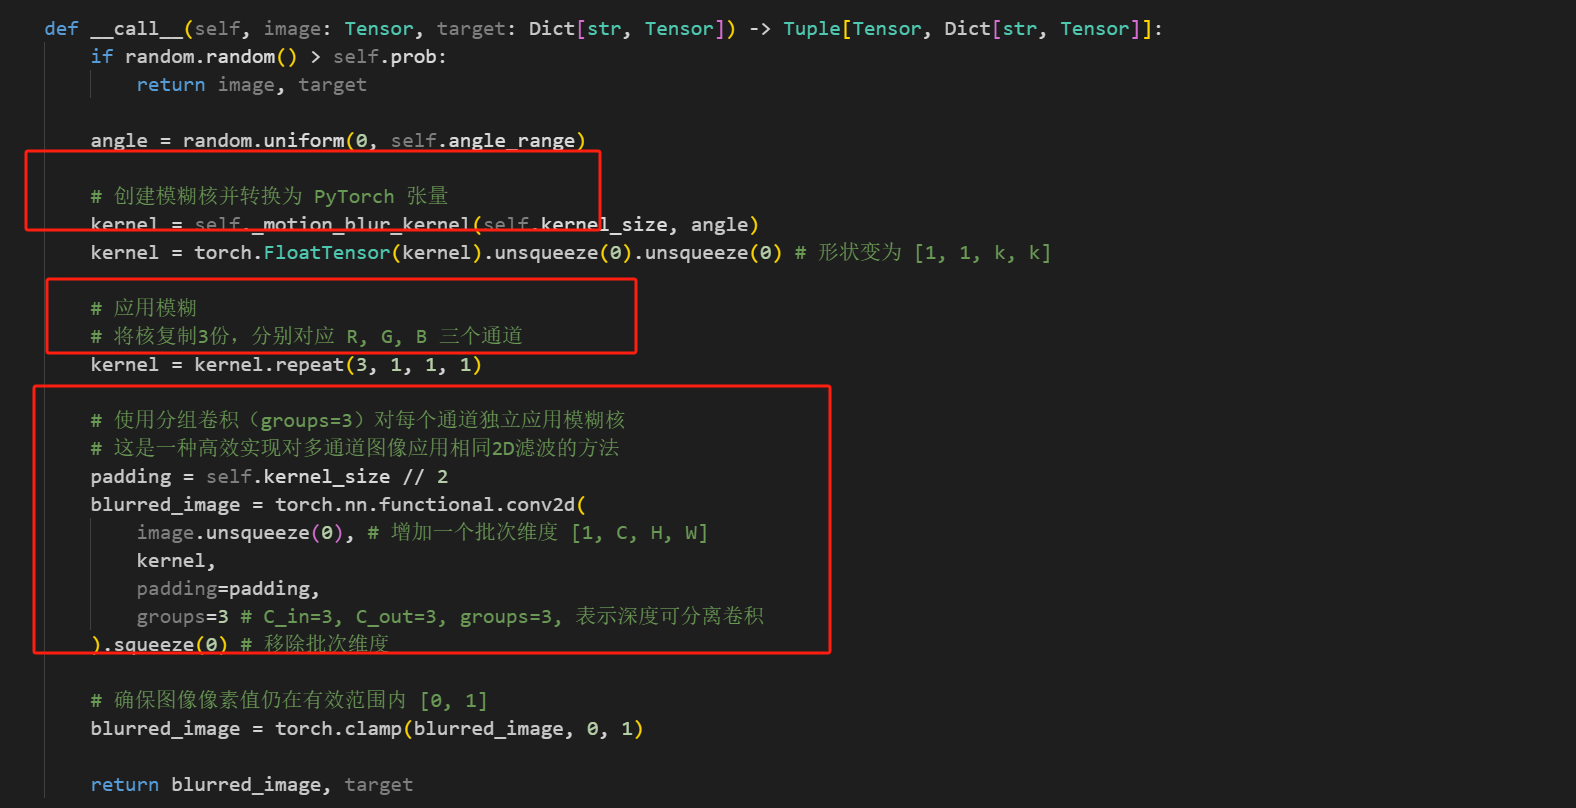 def __call__(self, image: Tensor, target: Dict[str, Tensor]) -> Tuple[Tensor, Dict[str, Tensor]]:
if random.random() > self.prob:
return image, target
angle = random.uniform(0, self.angle_range)
# 创建模糊核并转换为 PyTorch 张量
kernel = self._motion_blur_kernel(self.kernel_size, angle)
kernel = torch.FloatTensor(kernel).unsqueeze(0).unsqueeze(0) # 形状变为 [1, 1, k, k]
# 应用模糊
# 将核复制3份，分别对应 R, G, B 三个通道
kernel = kernel.repeat(3, 1, 1, 1)
# 使用分组卷积（groups=3）对每个通道独立应用模糊核
# 这是一种高效实现对多通道图像应用相同2D滤波的方法
padding = self.kernel_size // 2
blurred_image = torch.nn.functional.conv2d(
image.unsqueeze(0), # 增加一个批次维度 [1, C, H, W]
kernel,
padding=padding,
groups=3 # C_in=3, C_out=3, groups=3, 表示深度可分离卷积
).squeeze(0) # 移除批次维度
# 确保图像像素值仍在有效范围内 [0, 1]
blurred_image = torch.clamp(blurred_image, 0, 1)
return blurred_image, target